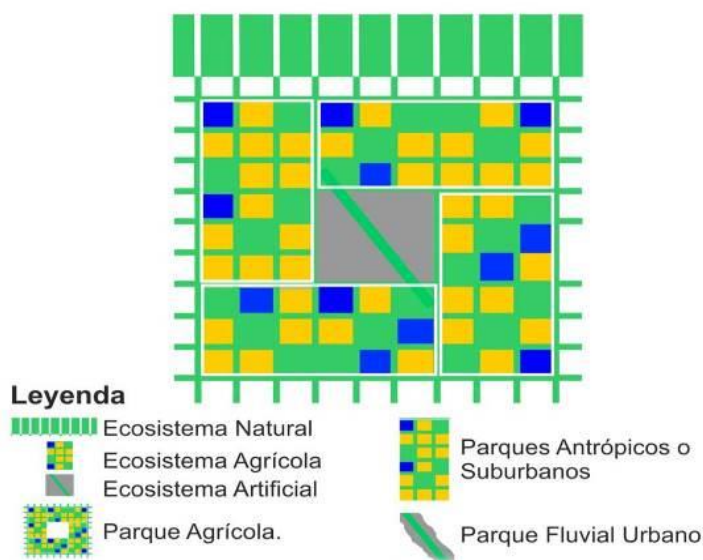 Leyenda
Ecosistema Natural
Ecosistema Agrícola
Ecosistema Artificial
Parque Agrícola.
Parques Antrópicos o
Suburbanos
Parque Fluvial Urbano